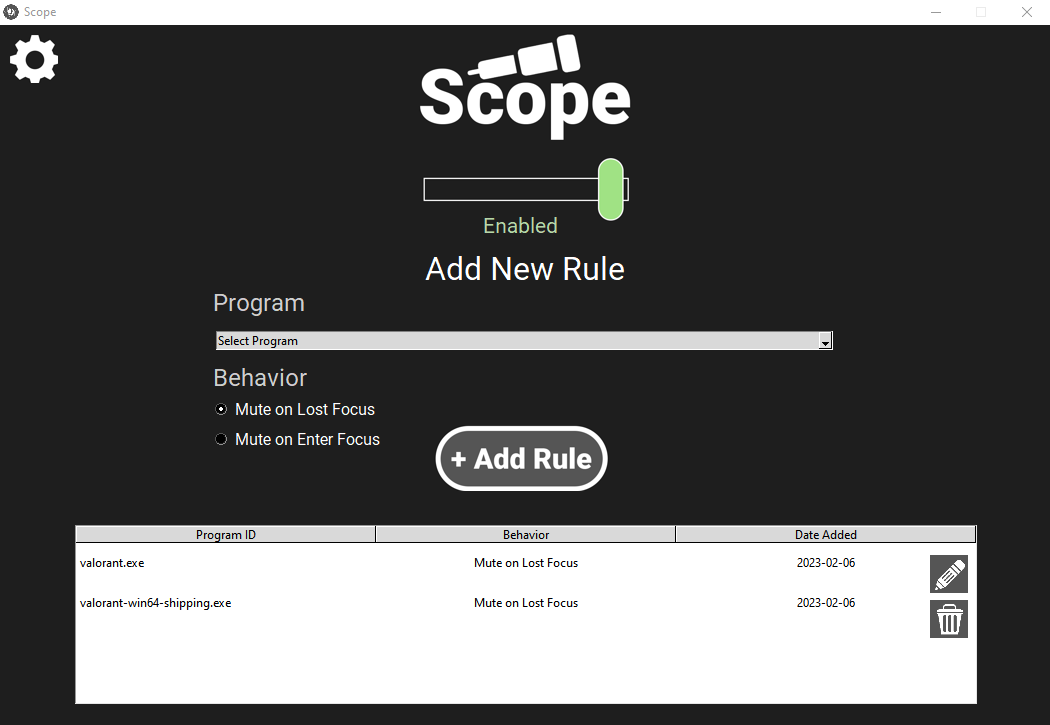 Scope
Scope
Enabled
Add New Rule
Program
Select Program
Behavior
Mute on Lost Focus
Mute on Enter Focus
+ Add Rule
Program ID Behavior Date Added
valorant.exe Mute on Lost Focus 2023-02-06
valorant-win64-shipping.exe Mute on Lost Focus 2023-02-06